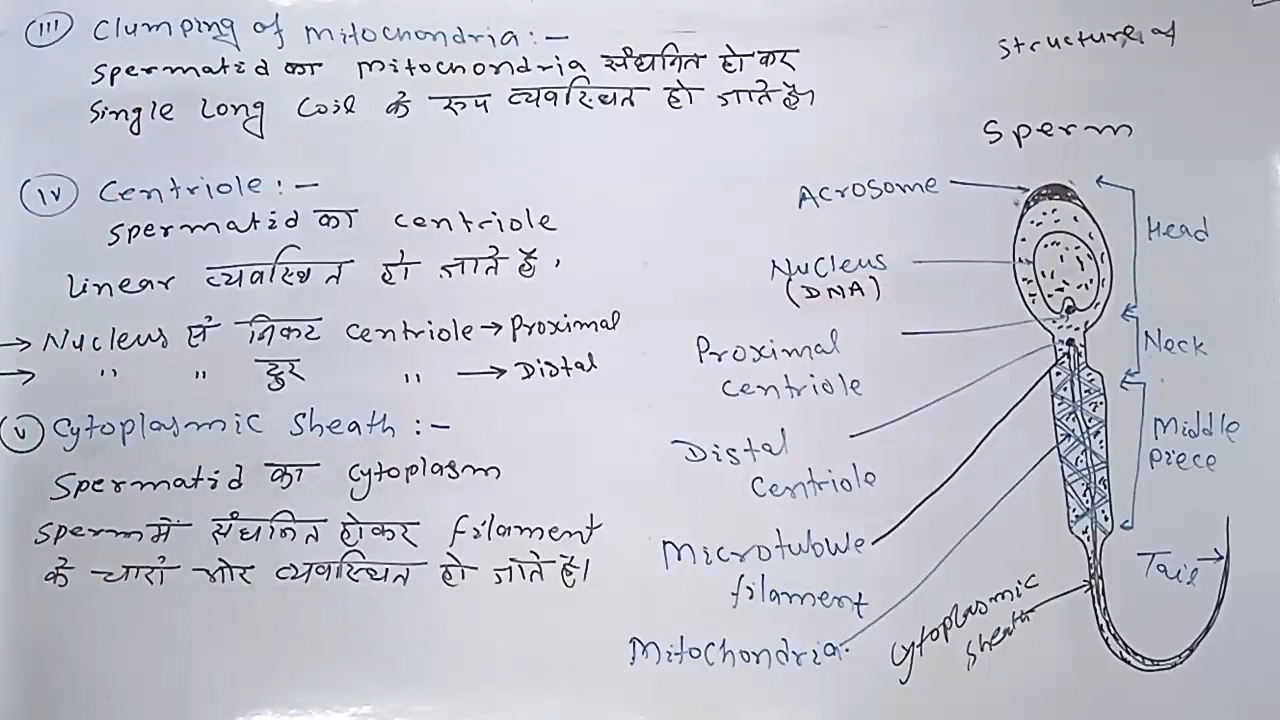 (iii) Clumping of Mitochondria :-
Spermatid का Mitochondria संघनित हो कर
Single Long Coil के रुप व्यवस्थित हो जाते हैं।
(iv) Centriole :-
Spermatid का centriole
Linear व्यवस्थित हो जाते हैं,
→ Nucleus से निकट Centriole → Proximal
→ " " दुर " → Distal
(v) Cytoplasmic Sheath :-
Spermatid का cytoplasm
sperm में संघनित होकर filament
के चारों ओर व्यवस्थित हो जाते हैं।
Structure of
Sperm
Acrosome
Head
Nucleus
(DNA)
Proximal
centriole
Neck
Distal
Centriole
Middle
Piece
Microtubule
filament
Mitochondria
Cytoplasmic
Sheath
Tail